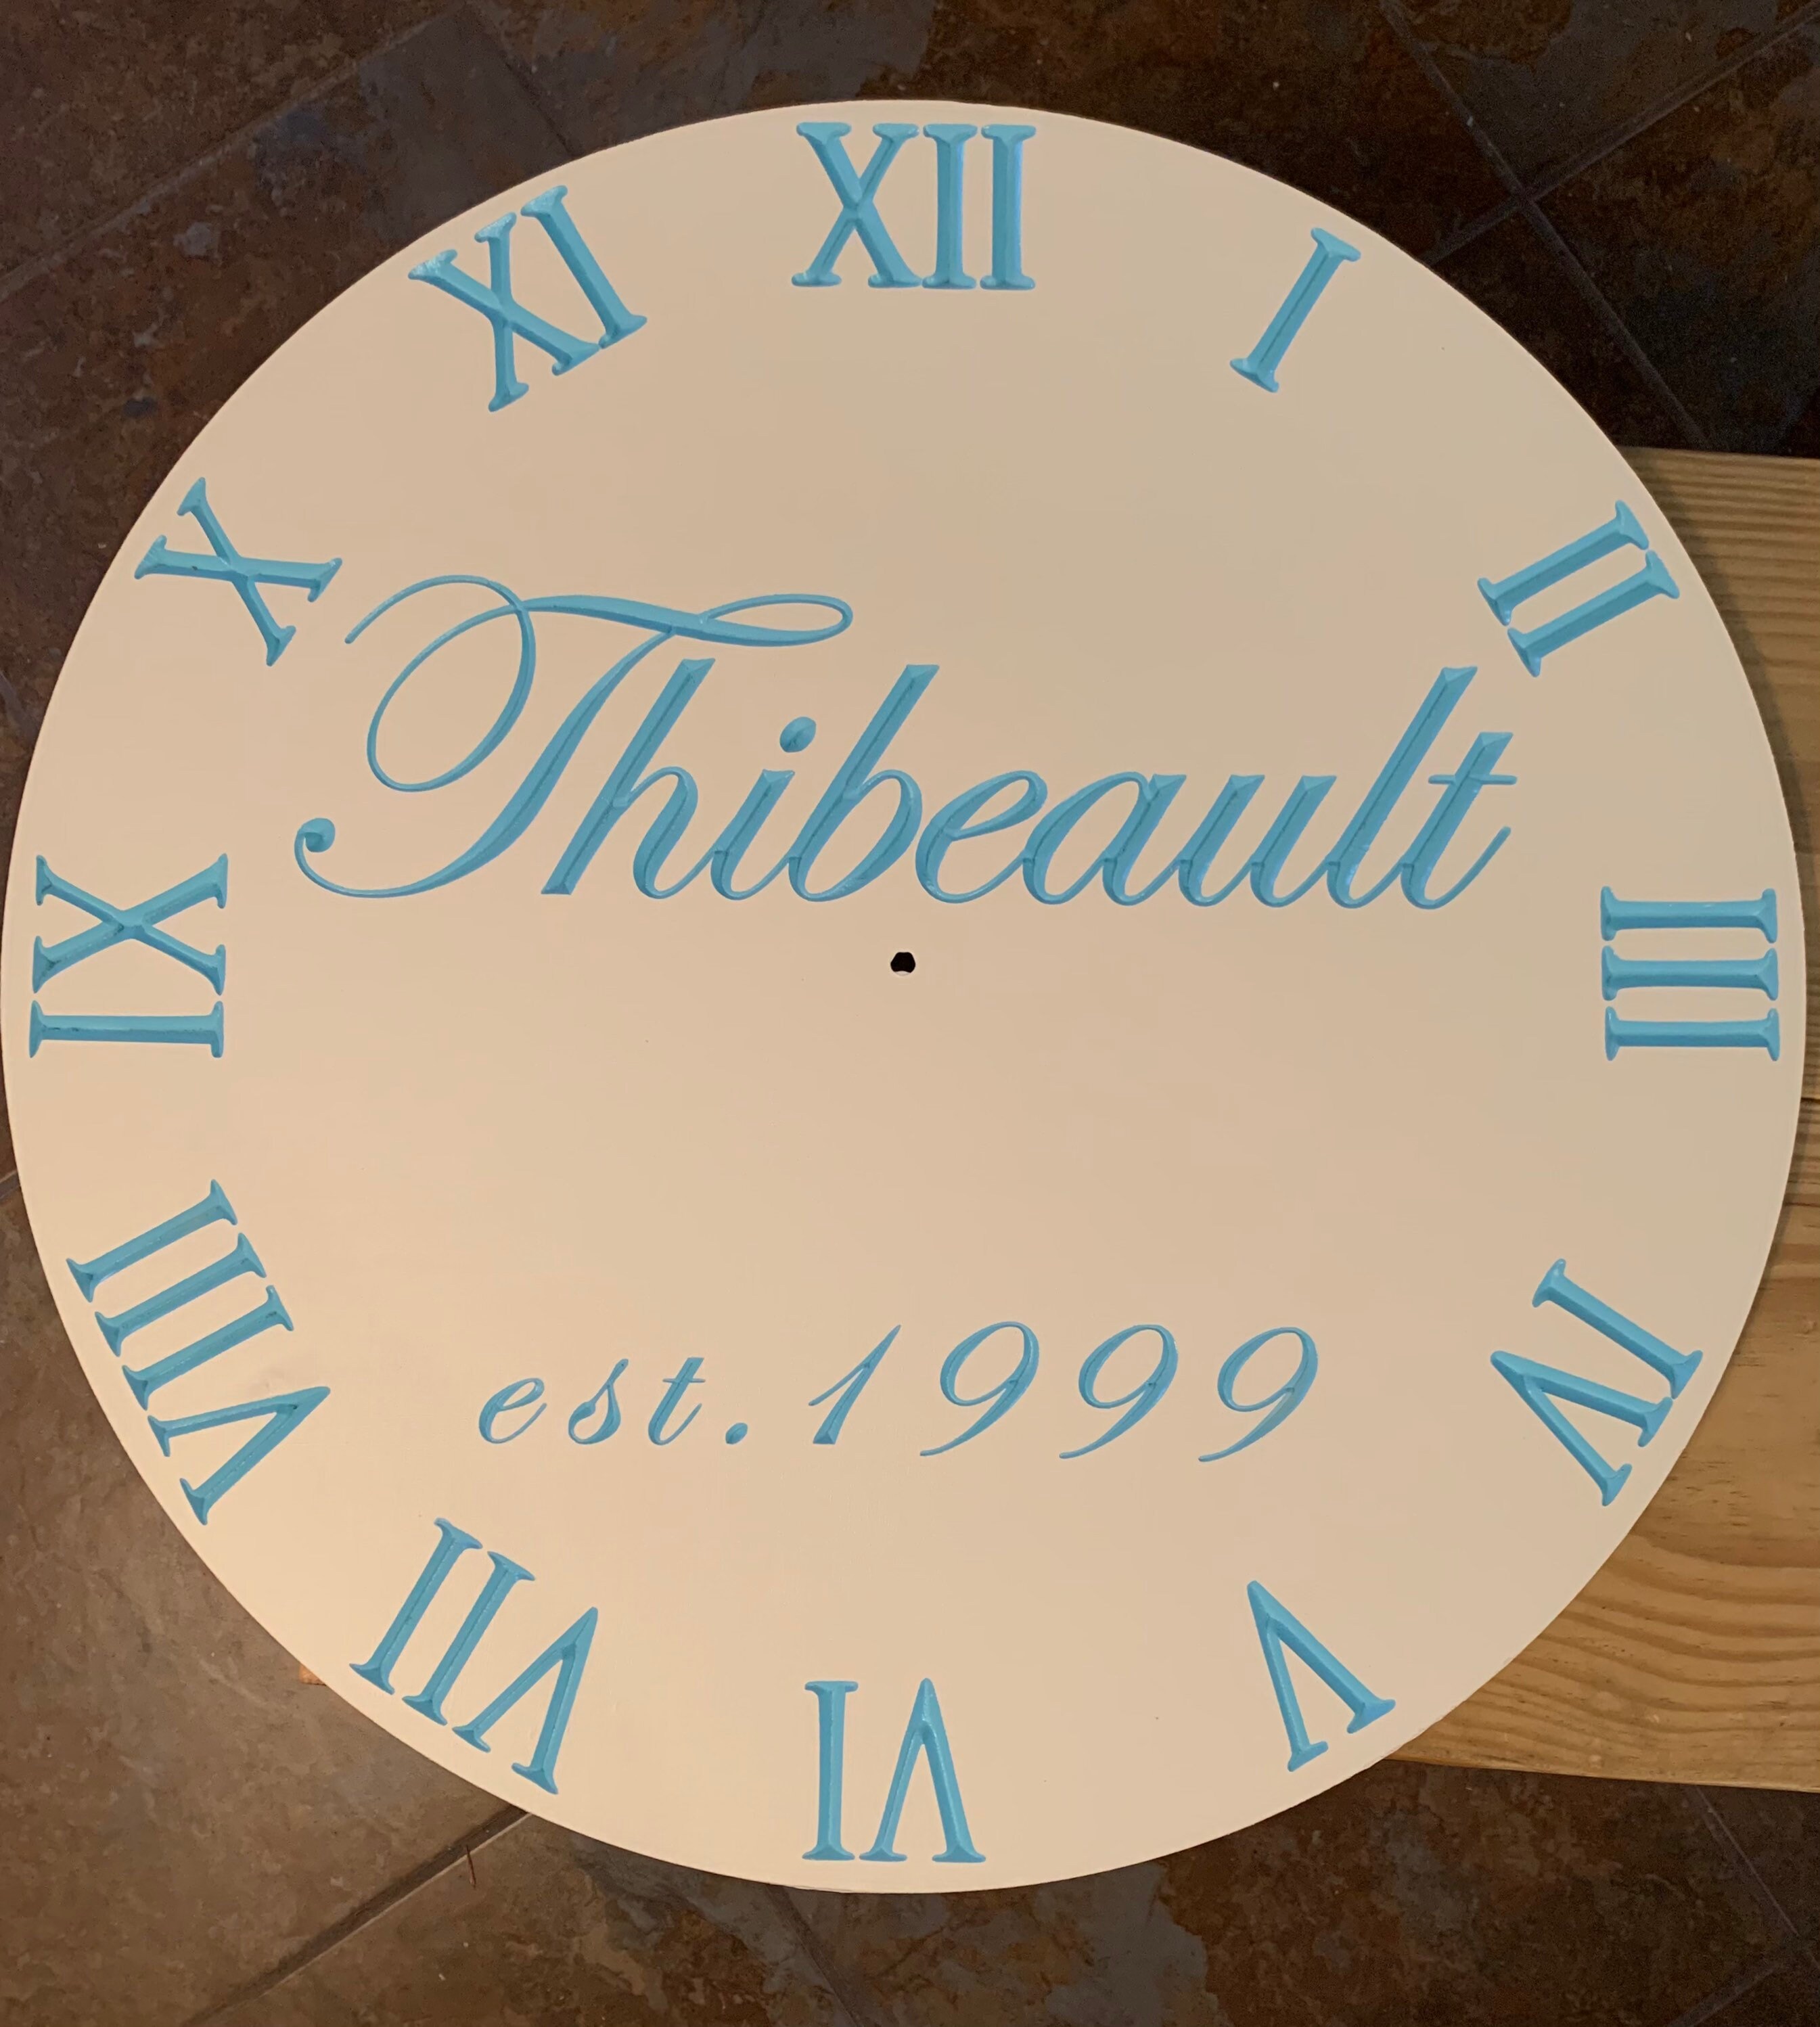 XII
I
II
III
IV
V
VI
VII
VIII
IX
X
XI
Thibeault
est. 1999